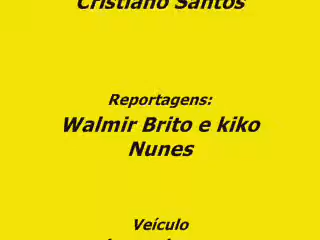 Cristiano Santos
Reportagens:
Walmir Brito e kiko
Nunes
Veículo